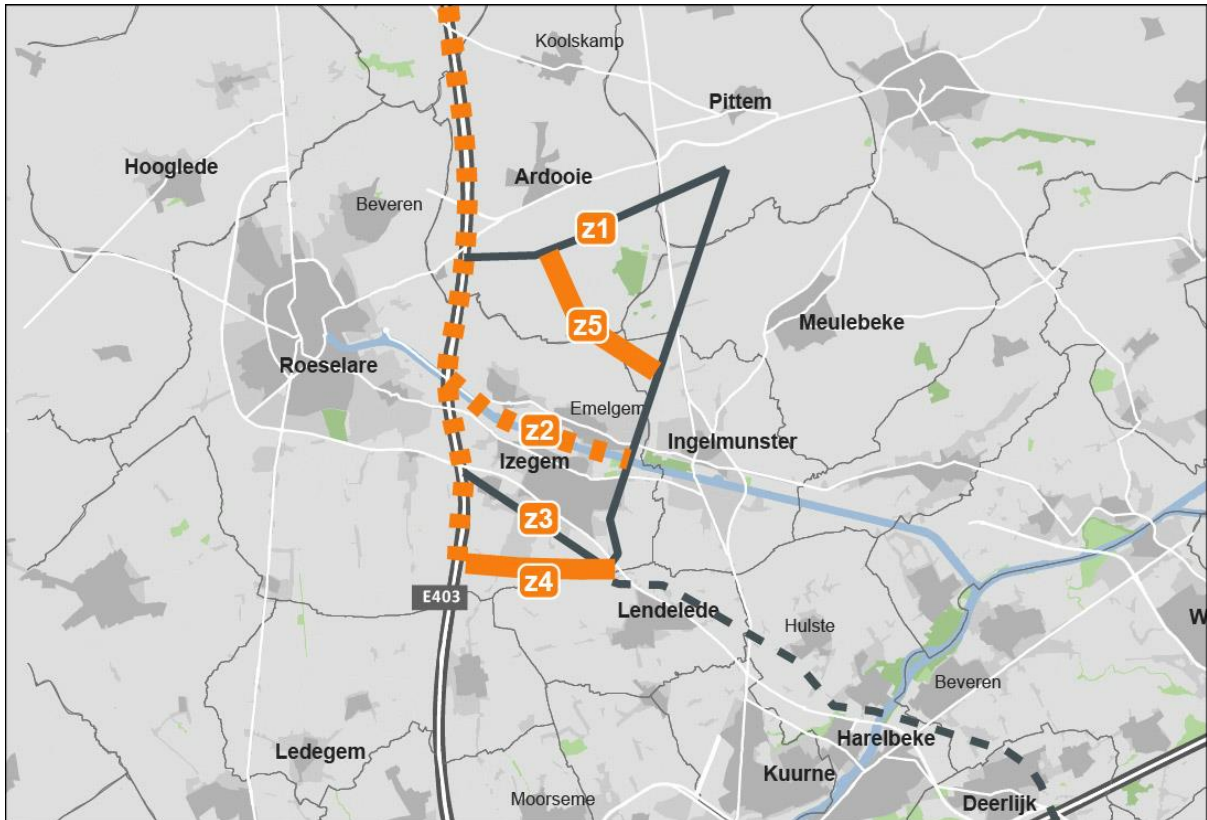 Koolskamp
Pittem
Hooglede
Ardooie
Beveren
z1
z5
Meulebeke
Roeselare
Emelgem
z2
Ingelmunster
Izegem
z3
z4
E403
Lendelede
Hulste
W
Beveren
Ledegem
Harelbeke
Kuurne
Moorseme
Deerlijk